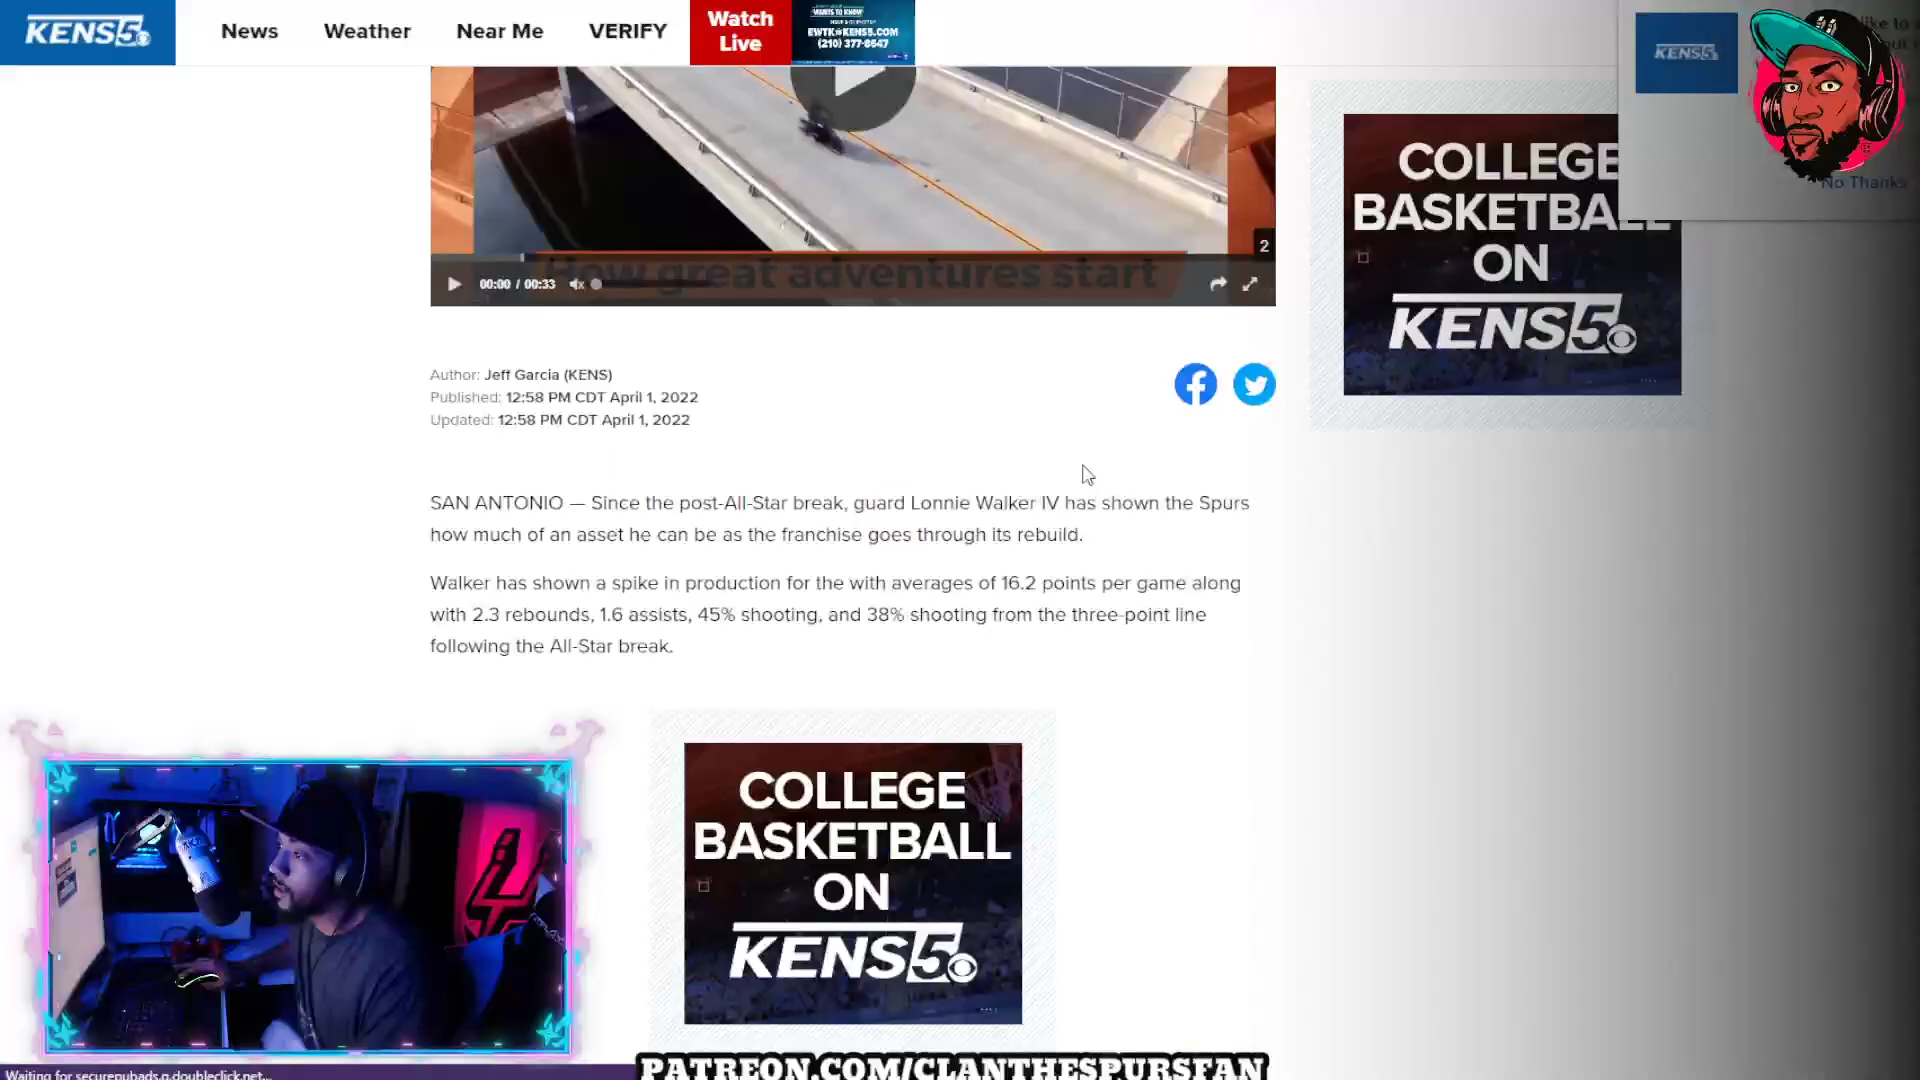 KENS5
News
Weather
Near Me
VERIFY
Watch
Live
WANTS TO KNOW
EWTK@KENS5.COM
(210) 377-8647
KENS5
like to
No Thanks
COLLEGE
BASKETBALL
ON
KENS5
How great adventures start
2
00:00 / 00:33
Author: Jeff Garcia (KENS)
Published: 12:58 PM CDT April 1, 2022
Updated: 12:58 PM CDT April 1, 2022
SAN ANTONIO — Since the post-All-Star break, guard Lonnie Walker IV has shown the Spurs
how much of an asset he can be as the franchise goes through its rebuild.
Walker has shown a spike in production for the with averages of 16.2 points per game along
with 2.3 rebounds, 1.6 assists, 45% shooting, and 38% shooting from the three-point line
following the All-Star break.
COLLEGE
BASKETBALL
ON
KENS5
PATREON.COM/CLANTHESPURSFAN
Waiting for securepubads.g.doubleclick.net...